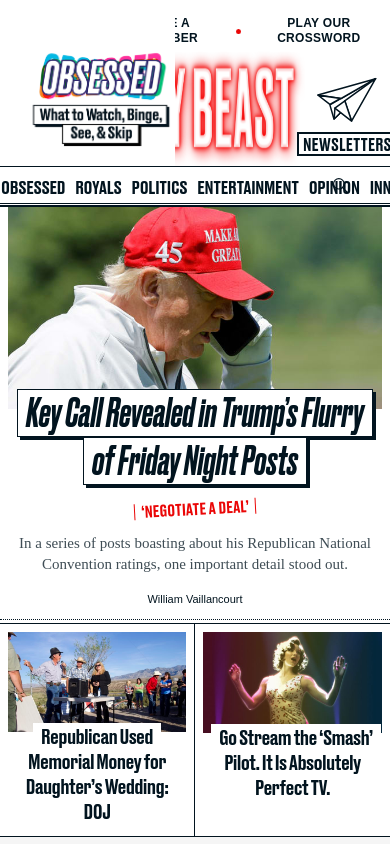 PLAY OUR
CROSSWORD
OBSESSED
What to Watch, Binge,
See, & Skip
BEAST
NEWSLETTERS
OBSESSED ROYALS POLITICS ENTERTAINMENT OPINION INN
45
MAKE A
GREAT
Key Call Revealed in Trump's Flurry
of Friday Night Posts
'NEGOTIATE A DEAL'
In a series of posts boasting about his Republican National
Convention ratings, one important detail stood out.
William Vaillancourt
Republican Used
Memorial Money for
Daughter's Wedding:
DOJ
Go Stream the 'Smash'
Pilot. It Is Absolutely
Perfect TV.